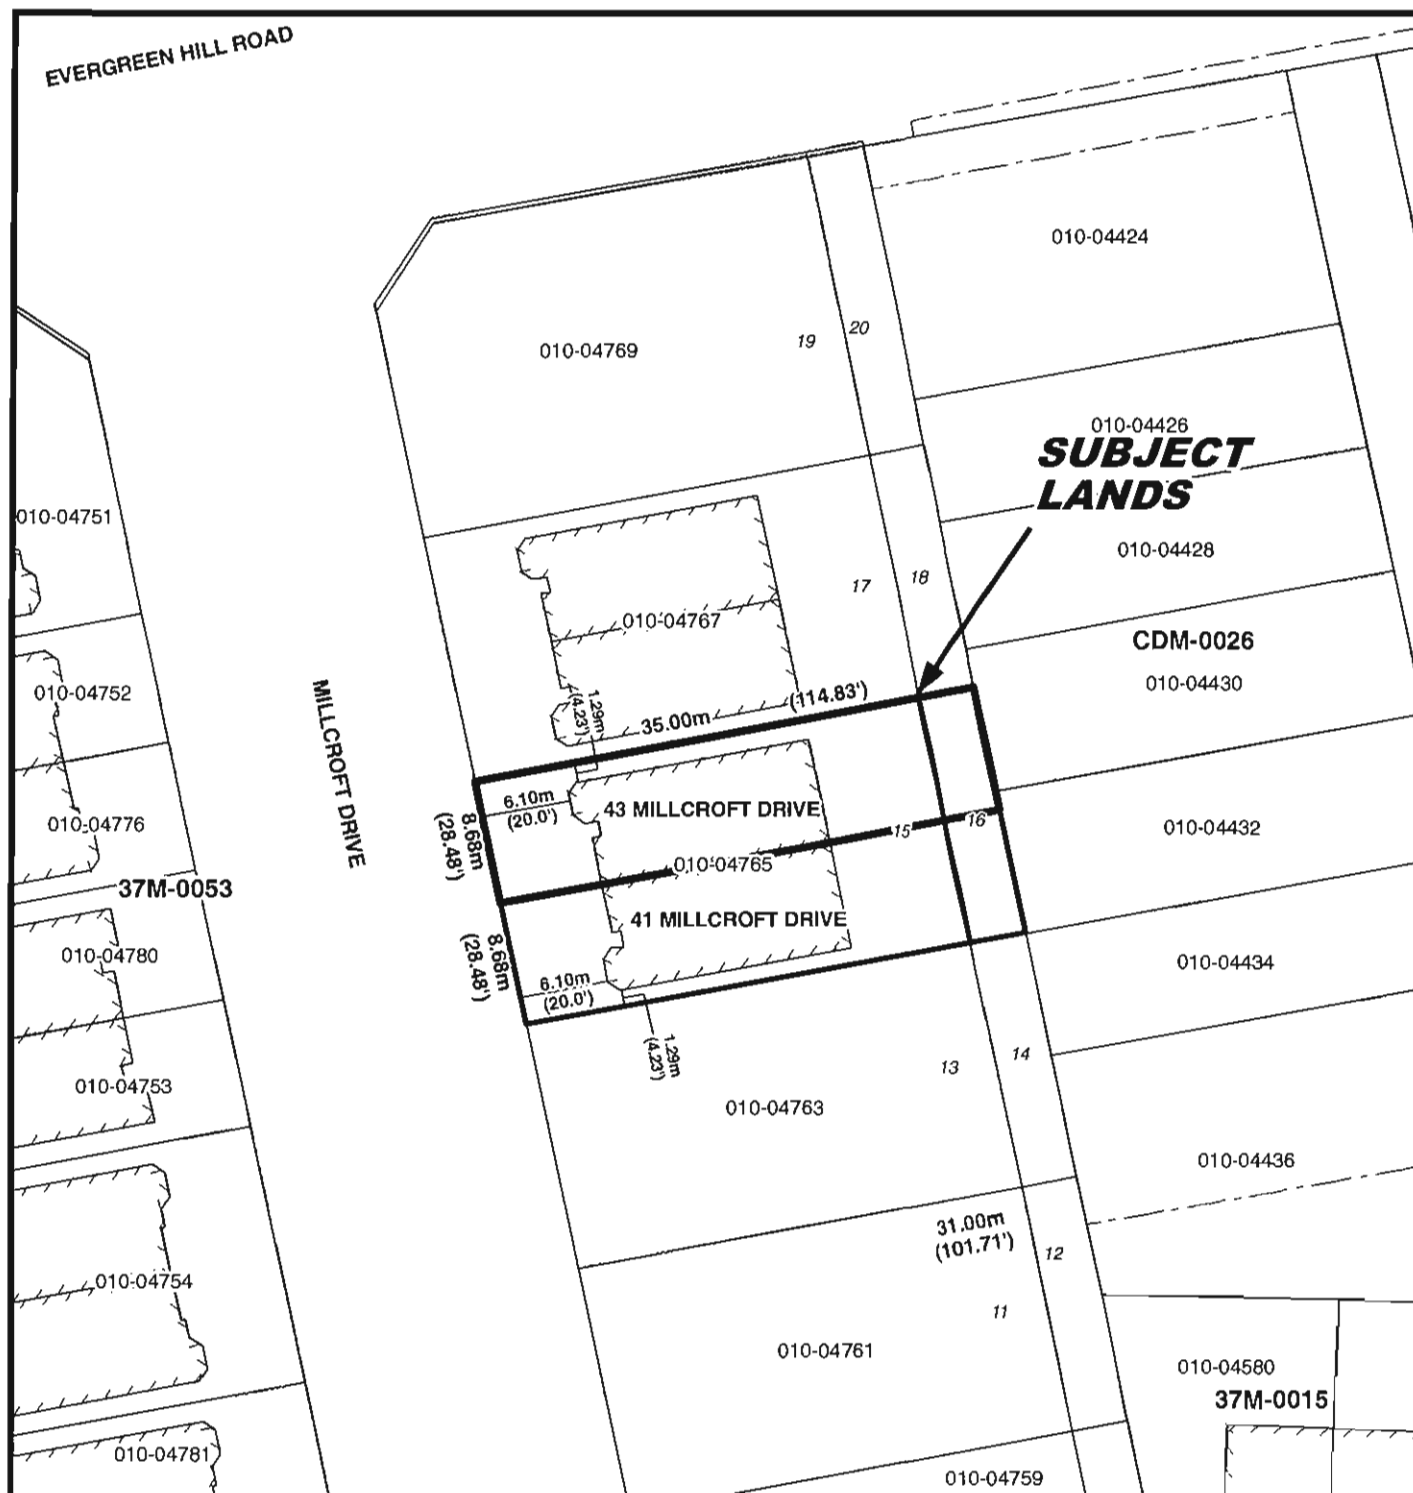 EVERGREEN HILL ROAD
010-04424
20
19
010-04769
010-04426
SUBJECT
LANDS
010-04751
010-04428
18
17
010-04767
CDM-0026
010-04430
010-04752
MILLCROFT DRIVE
1.29m
(4.23')
35.00m
(114.83')
6.10m
(20.0')
43 MILLCROFT DRIVE
8.68m
(28.48')
15
16
010-04432
010-04776
010-04765
37M-0053
41 MILLCROFT DRIVE
8.68m
(28.48')
010-04780
010-04434
6.10m
(20.0')
1.29m
(4.23')
13
14
010-04753
010-04763
010-04436
31.00m
(101.71')
12
010-04754
11
010-04761
010-04580
37M-0015
010-04781
010-04759